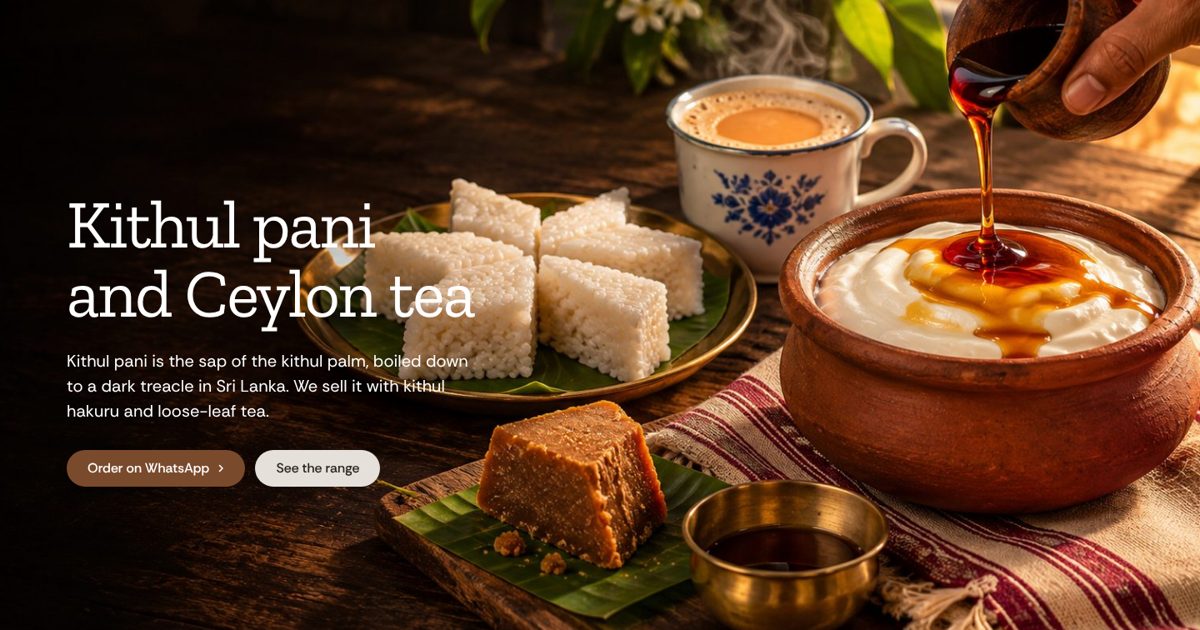 Kithul pani
and Ceylon tea
Kithul pani is the sap of the kithul palm, boiled down
to a dark treacle in Sri Lanka. We sell it with kithul
hakuru and loose-leaf tea.
Order on WhatsApp ›
See the range